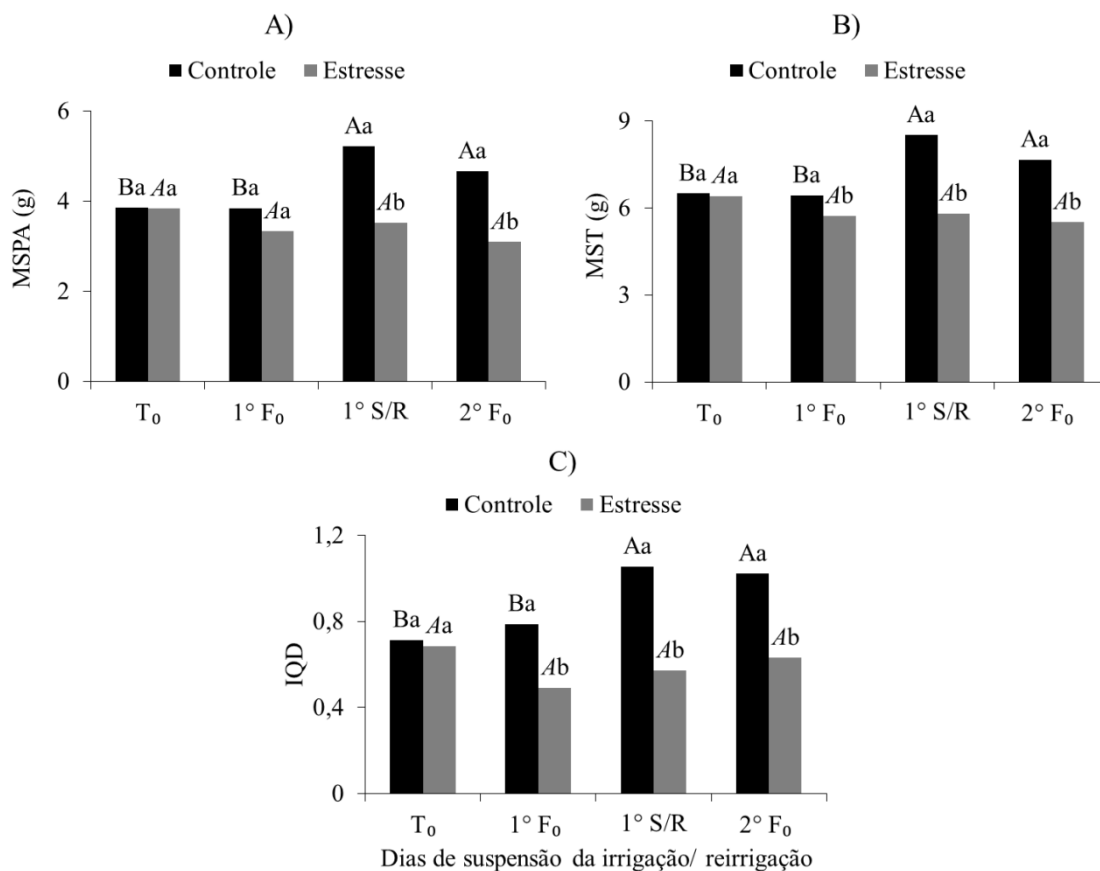 A)
■ Controle ■ Estresse
MSPA (g)
6
4
2
0
Ba Aa Ba Aa Aa Ab Aa Ab
T₀ 1° F₀ 1° S/R 2° F₀
B)
■ Controle ■ Estresse
MST (g)
9
6
3
0
Ba Aa Ba Aa Aa Ab Aa Ab
T₀ 1° F₀ 1° S/R 2° F₀
C)
■ Controle ■ Estresse
IQD
1,2
0,8
0,4
0
Ba Aa Ba Ab Aa Ab Aa Ab
T₀ 1° F₀ 1° S/R 2° F₀
Dias de suspensão da irrigação/ reirrigação